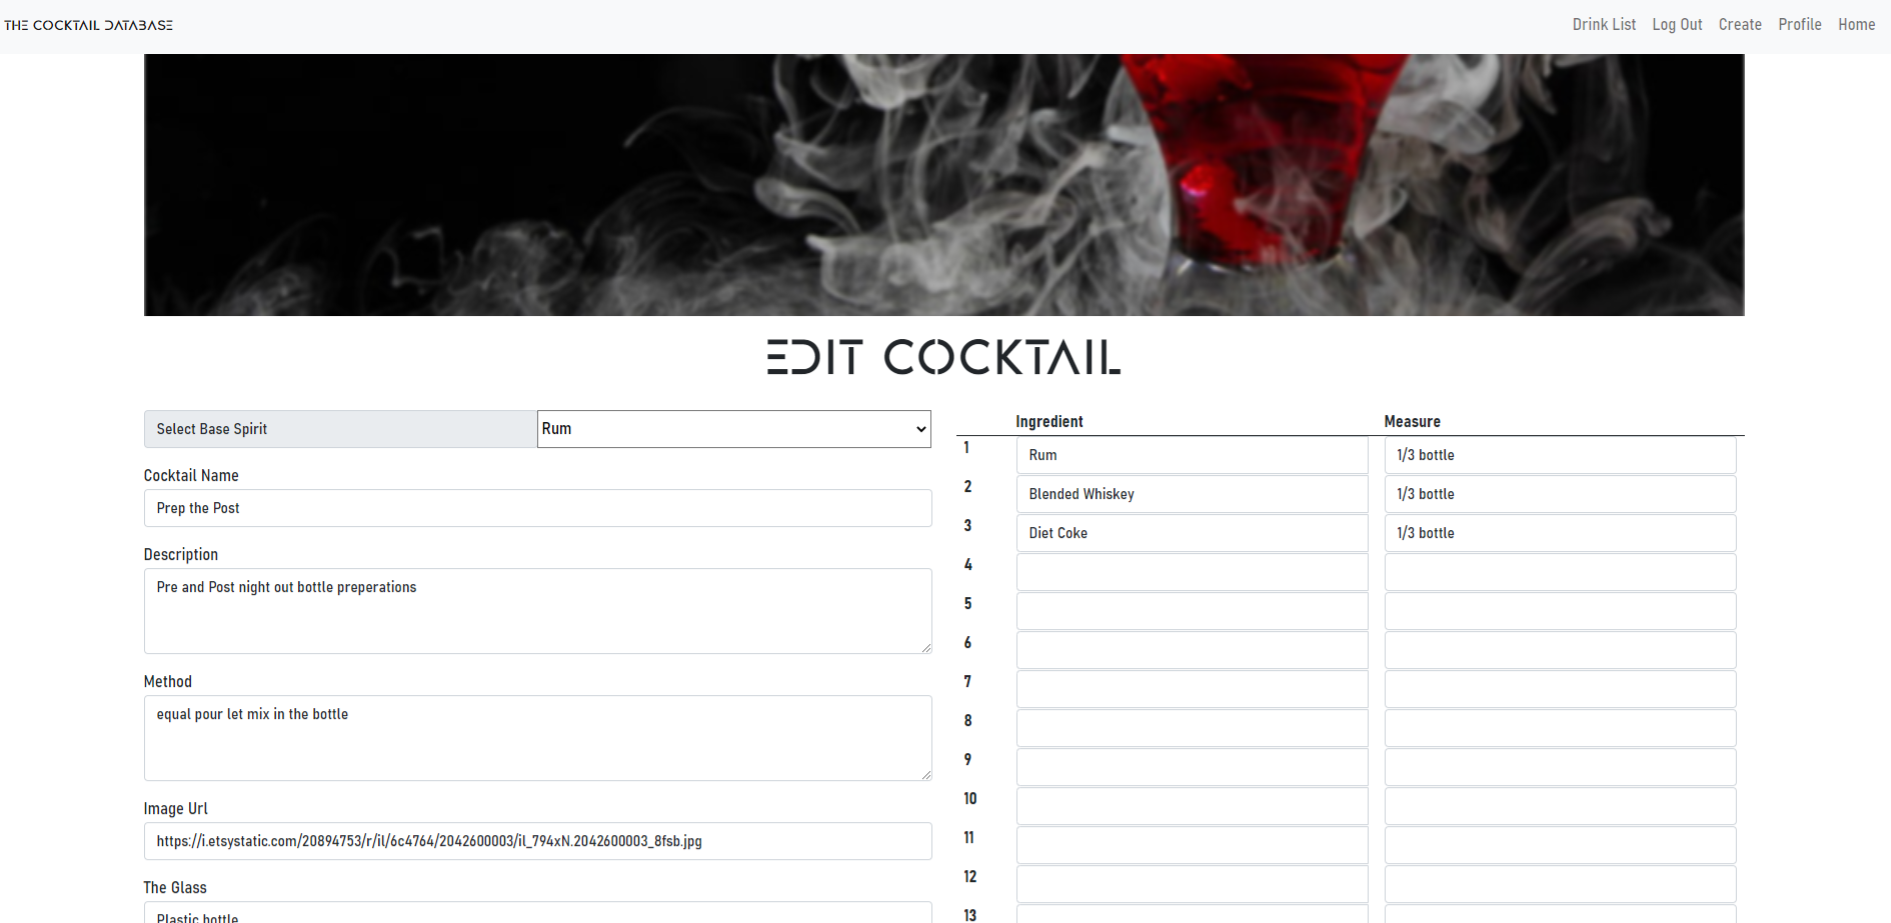 THE COCKTAIL DATABASE
Drink List Log Out Create Profile Home
EDIT COCKTAIL
Select Base Spirit Rum
Cocktail Name
Prep the Post
Description
Pre and Post night out bottle preperations
Method
equal pour let mix in the bottle
Image Url
https://i.etsystatic.com/20894753/r/il/6c4764/2042600003/il_794xN.2042600003_8fsb.jpg
The Glass
Plastic bottle
Ingredient Measure
1 Rum 1/3 bottle
2 Blended Whiskey 1/3 bottle
3 Diet Coke 1/3 bottle
4
5
6
7
8
9
10
11
12
13